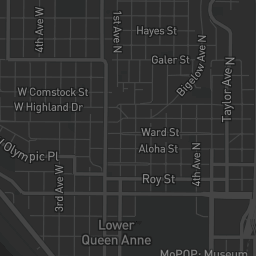 4th Ave W
1st Ave N
Hayes St
Galer St
Bigelow Ave N
Taylor Ave N
W Comstock St
W Highland Dr
Ward St
Aloha St
Olympic Pl
3rd Ave W
Roy St
4th Ave N
Lower
Queen Anne
MoPOP: Museum